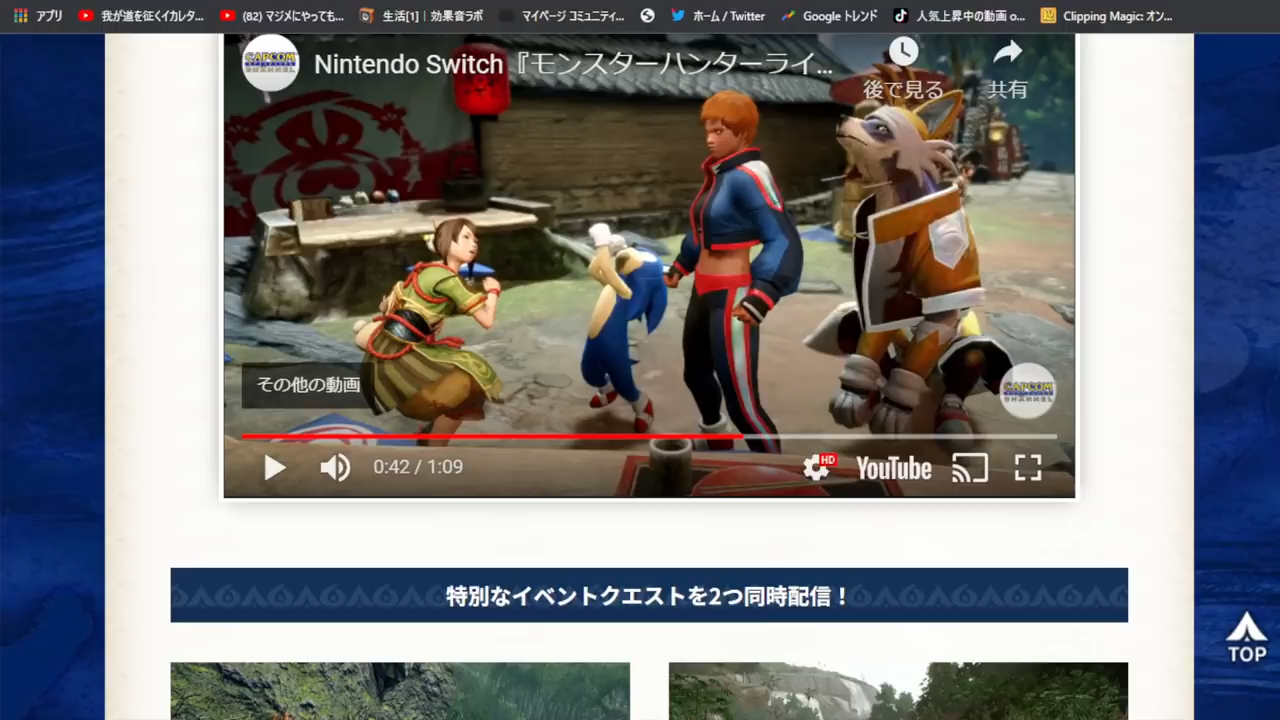 アプリ
我が道を征くイカレタ...
(82) マジメにやっても...
生活[1] | 効果音ラボ
マイページ コミュニティ...
ホーム / Twitter
Google トレンド
人気上昇中の動画 o...
Clipping Magic: オン...
CAPCOM CHANNEL
Nintendo Switch『モンスターハンターライ...
後で見る
共有
その他の動画
CAPCOM CHANNEL
0:42 / 1:09
HD
YouTube
特別なイベントクエストを2つ同時配信！
TOP